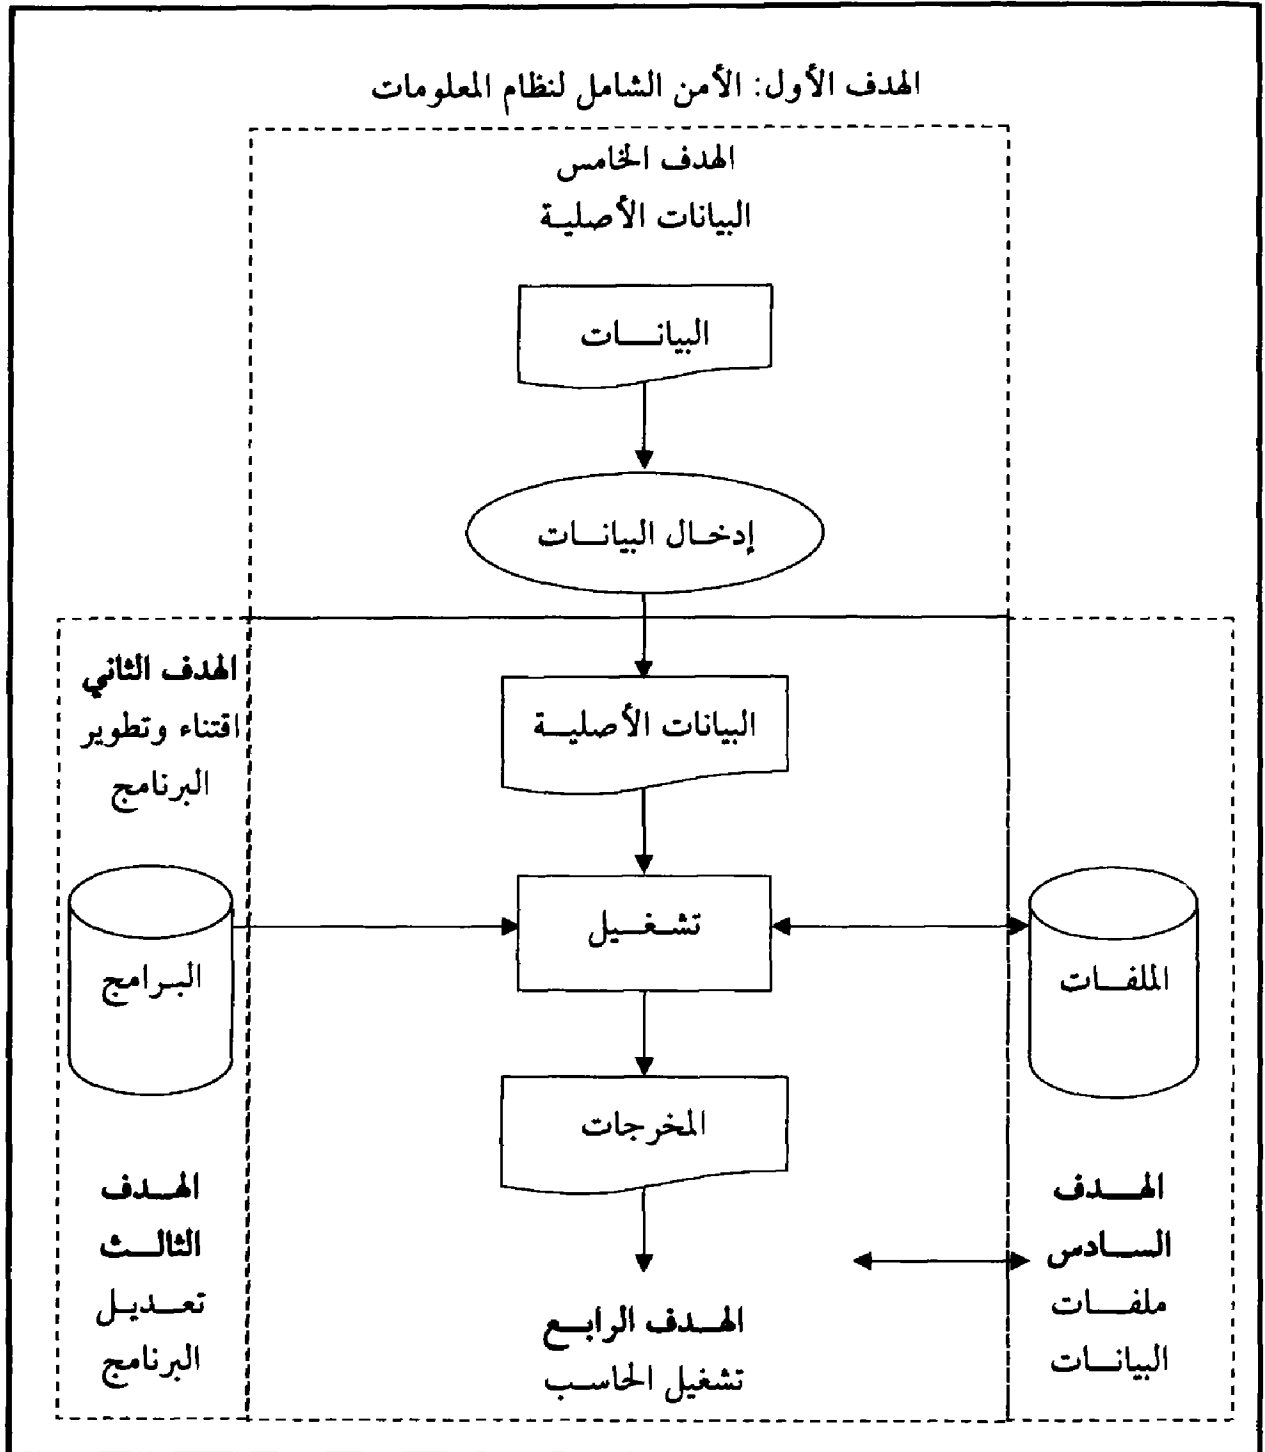 الهدف الأول: الأمن الشامل لنظام المعلومات
الهدف الخامس
البيانات الأصلية
البيانات
إدخال البيانات
الهدف الثاني
اقتناء وتطوير
البرنامج
البيانات الأصلية
البرامج
تشغيل
الملفات
المخرجات
الهدف
الثالث
تعديل
البرنامج
الهدف الرابع
تشغيل الحاسب
الهدف
السادس
ملفات
البيانات